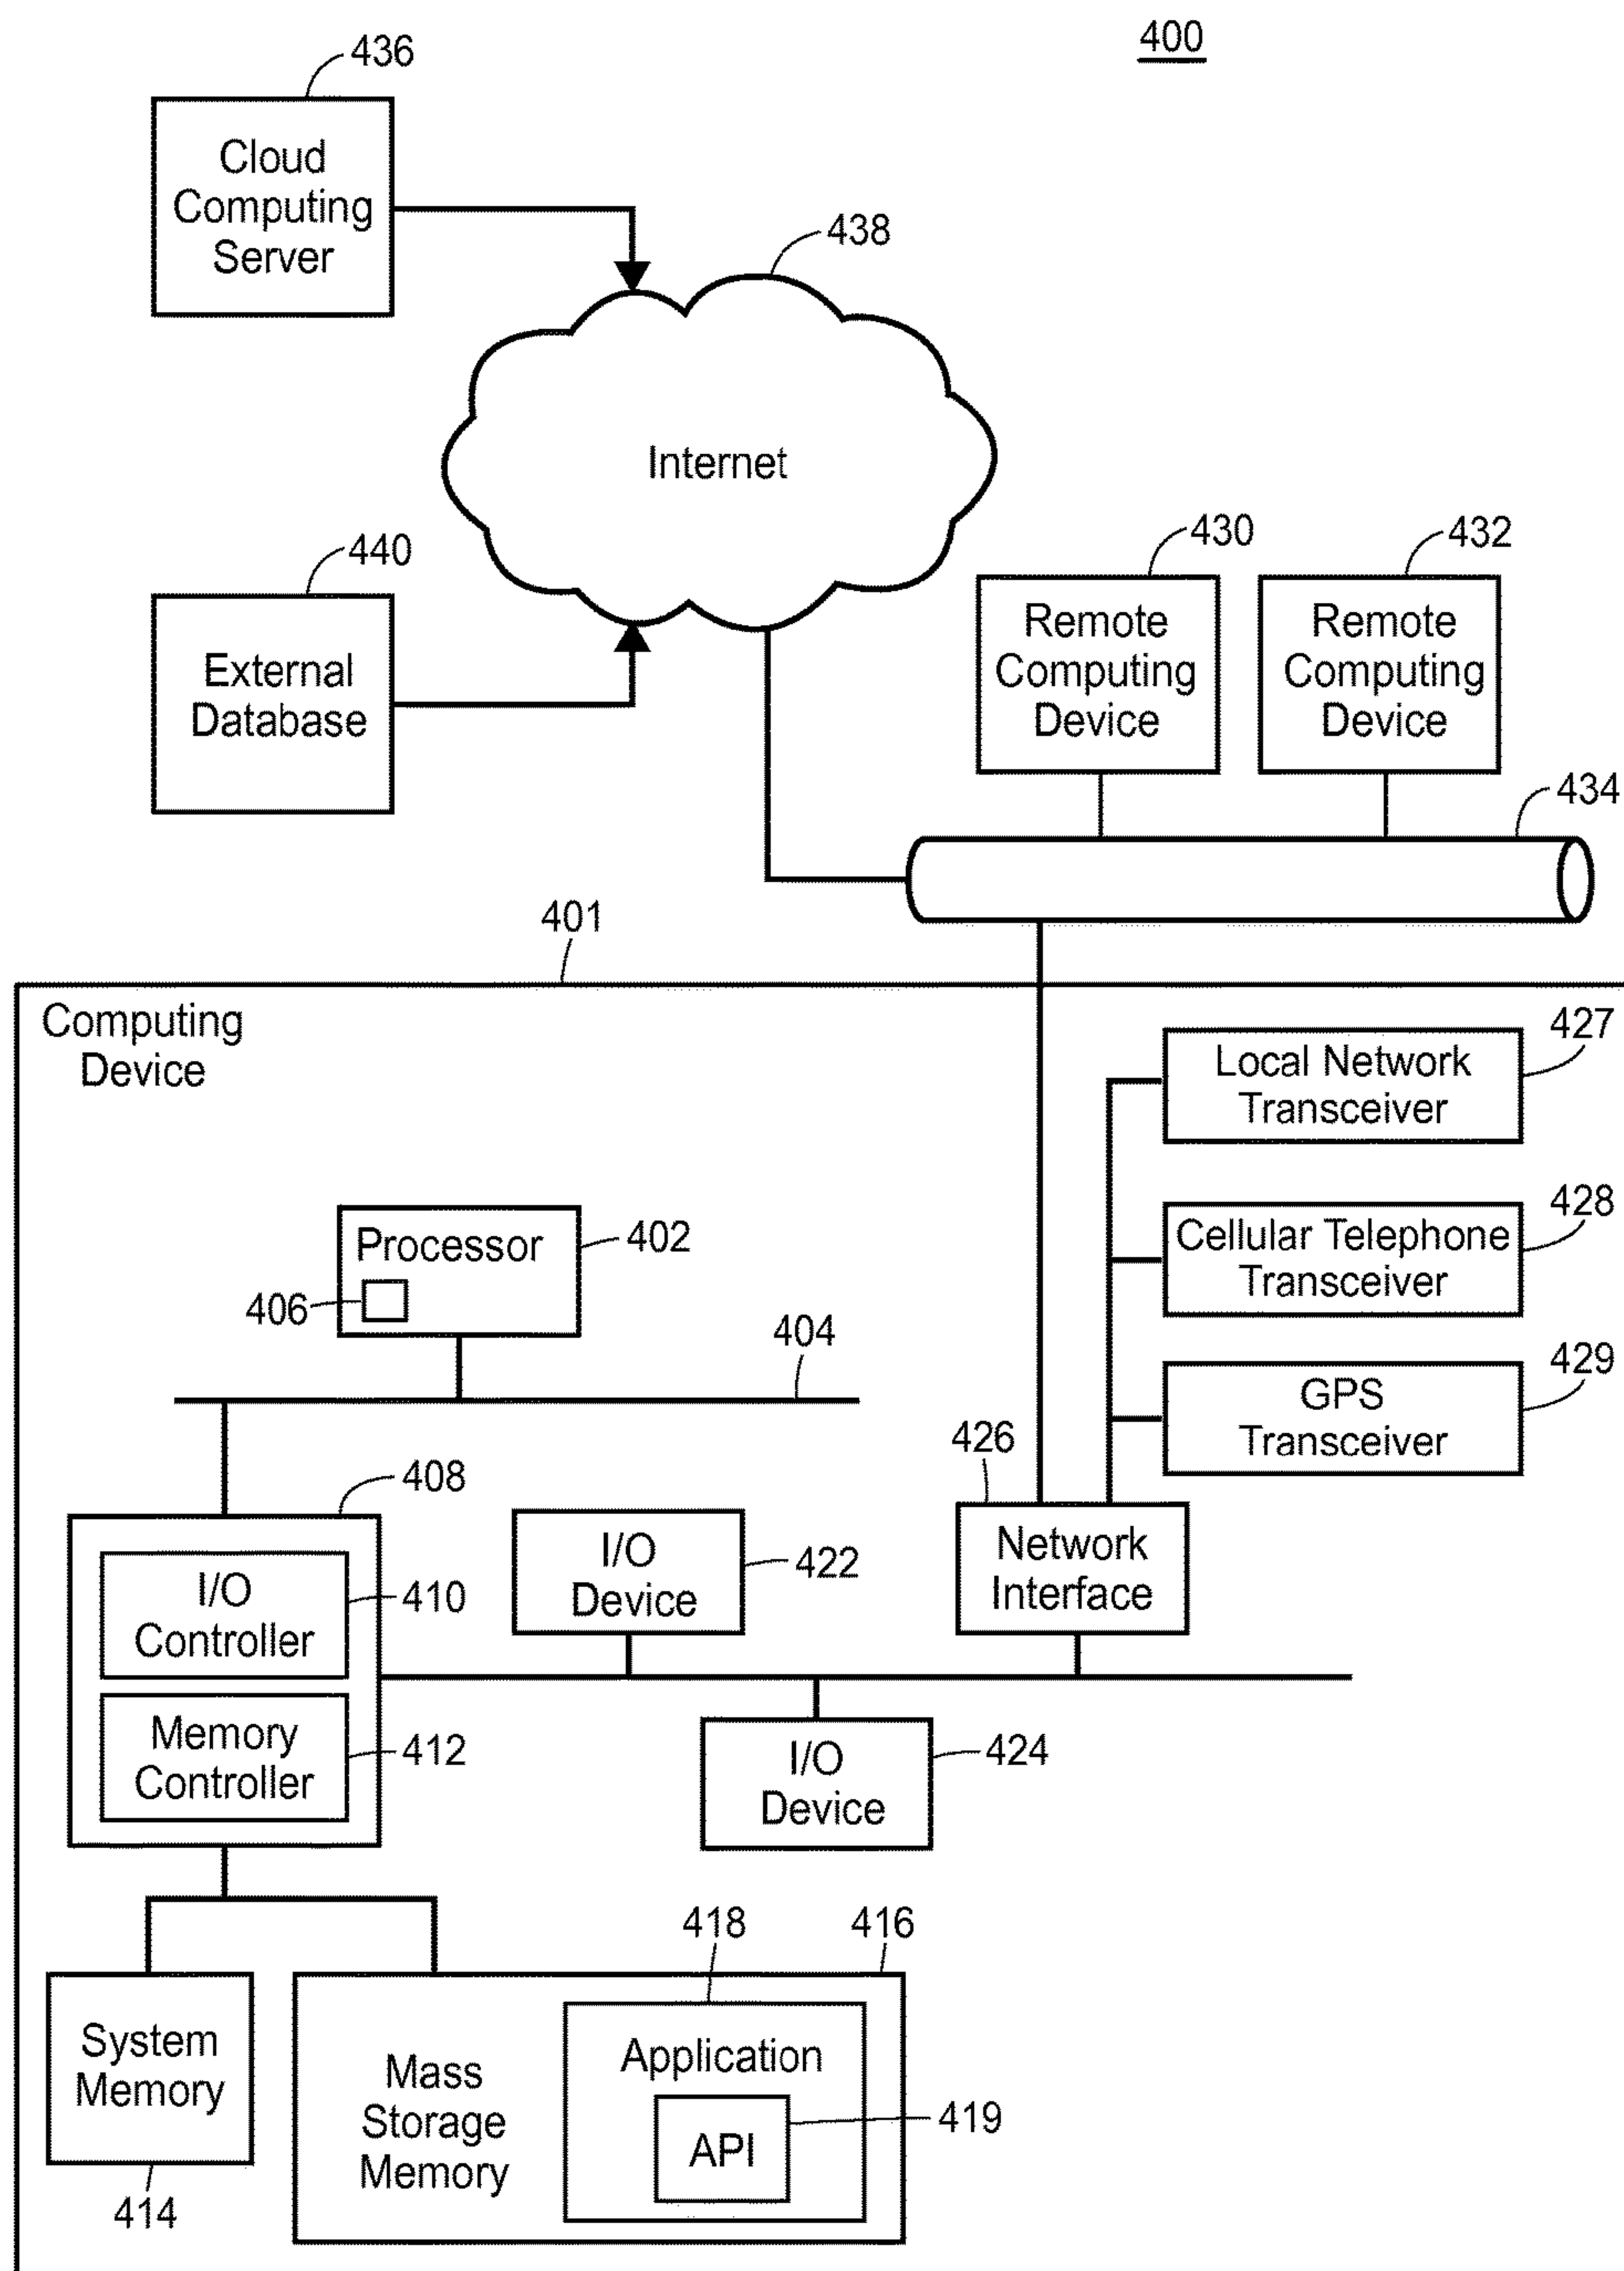 400
436
Cloud
Computing
Server
438
Internet
440
External
Database
430
Remote
Computing
Device
432
Remote
Computing
Device
434
401
Computing
Device
427
Local Network
Transceiver
428
Cellular Telephone
Transceiver
429
GPS
Transceiver
Processor
402
406
404
426
Network
Interface
408
I/O
Controller
410
Memory
Controller
412
I/O
Device
422
I/O
Device
424
System
Memory
414
418
416
Mass
Storage
Memory
Application
API
419